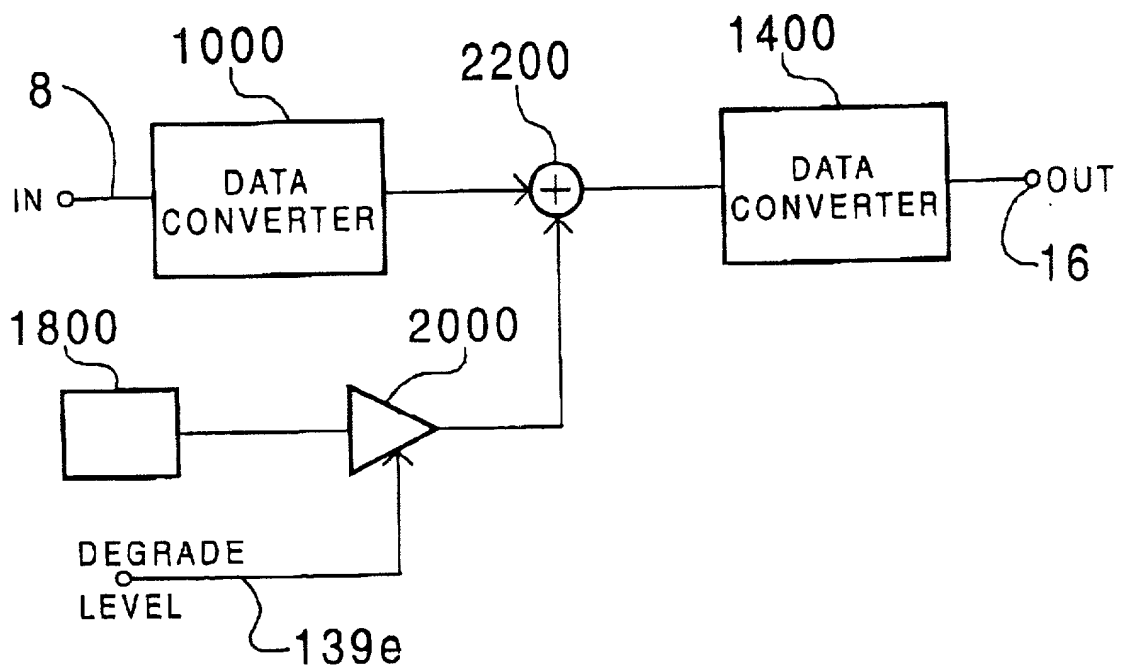 1000
1400
2200
8
IN
DATA
CONVERTER
+
DATA
CONVERTER
OUT
16
1800
2000
DEGRADE
LEVEL
139e